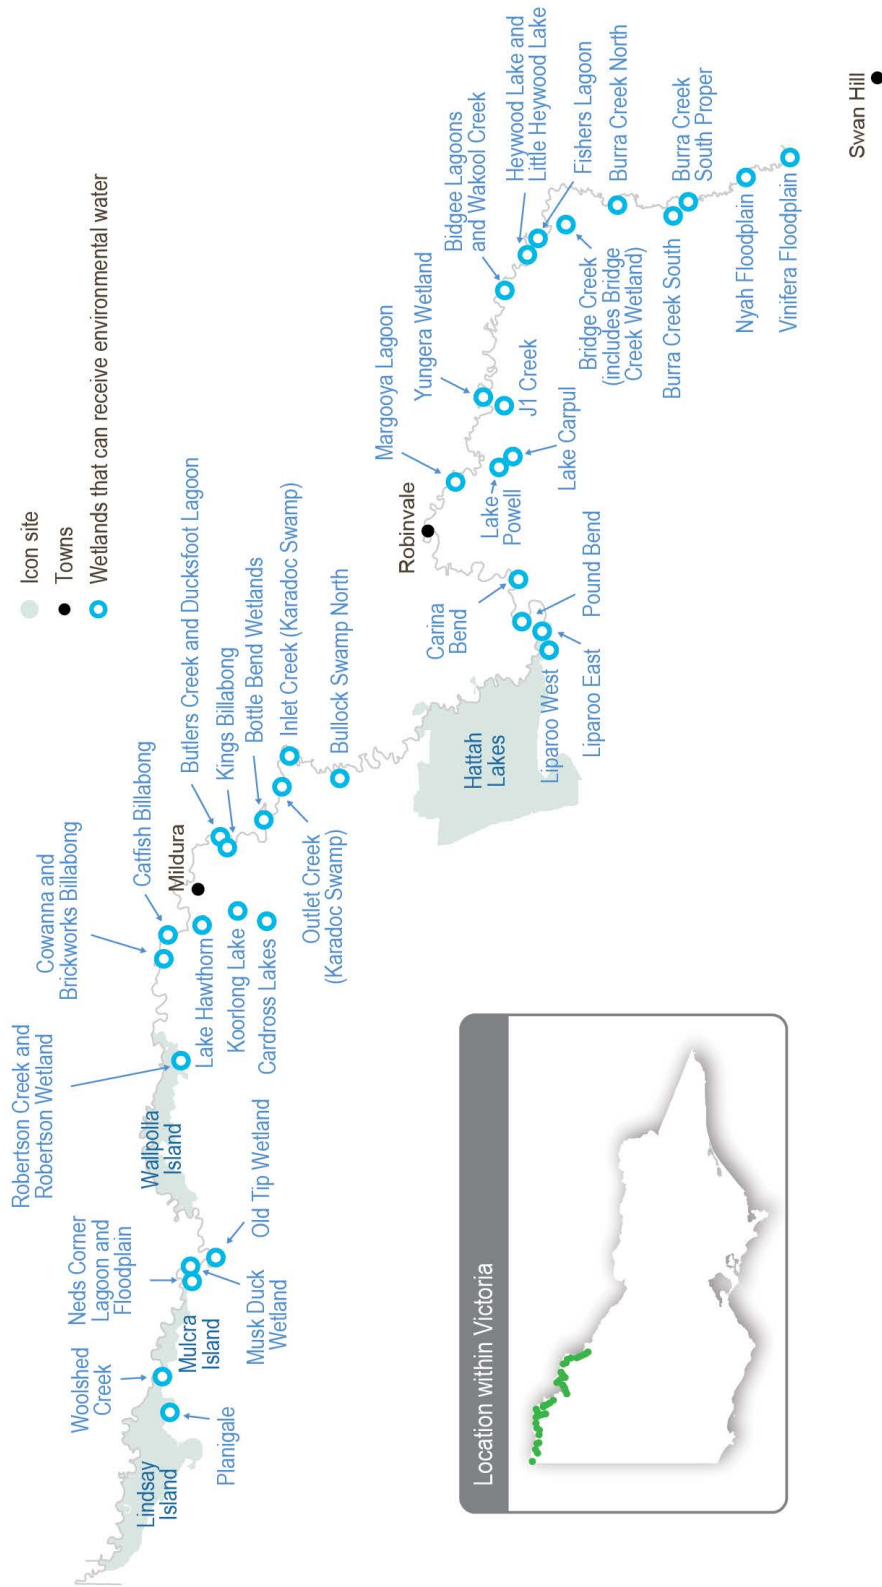 Icon site
Towns
Wetlands that can receive environmental water
Robertson Creek and
Robertson Wetland
Cowanna and
Brickworks Billabong
Catfish Billabong
Mildura
Butlers Creek and Ducksfoot Lagoon
Kings Billabong
Bottle Bend Wetlands
Inlet Creek (Karadoc Swamp)
Bullock Swamp North
Woolshed
Creek
Neds Corner
Lagoon and
Floodplain
Wallpolla
Island
Lindsay
Island
Mulcra
Island
Planigale
Musk Duck
Wetland
Old Tip Wetland
Lake Hawthorn
Koorlong Lake
Cardross Lakes
Outlet Creek
(Karadoc Swamp)
Hattah
Lakes
Liparoo West
Liparoo East
Pound Bend
Carina
Bend
Robinvale
Margooya Lagoon
Yungera Wetland
Lake
Powell
Lake Carpul
J1 Creek
Bidgee Lagoons
and Wakool Creek
Heywood Lake and
Little Heywood Lake
Fishers Lagoon
Bridge Creek
(includes Bridge
Creek Wetland)
Burra Creek North
Burra Creek South
Burra Creek
South Proper
Nyah Floodplain
Vinifera Floodplain
Swan Hill
Location within Victoria